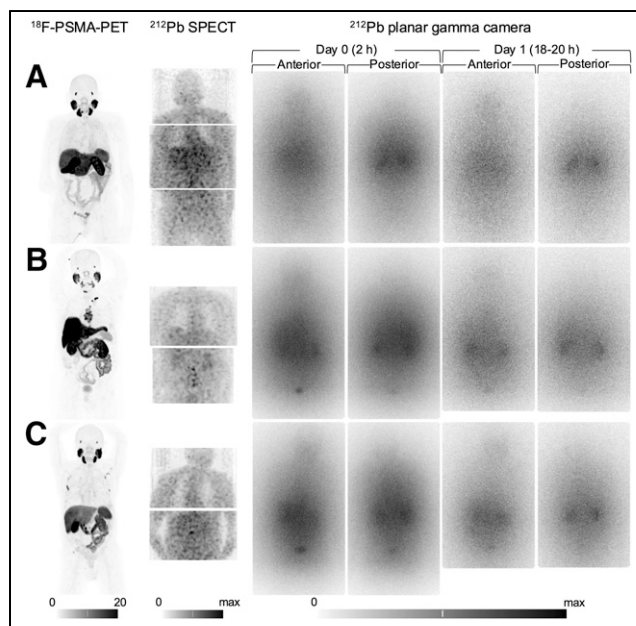 ¹⁸F-PSMA-PET ²¹²Pb SPECT ²¹²Pb planar gamma camera
Day 0 (2 h) Day 1 (18-20 h)
Anterior Posterior Anterior Posterior
A
B
C
0 20 0 max 0 max